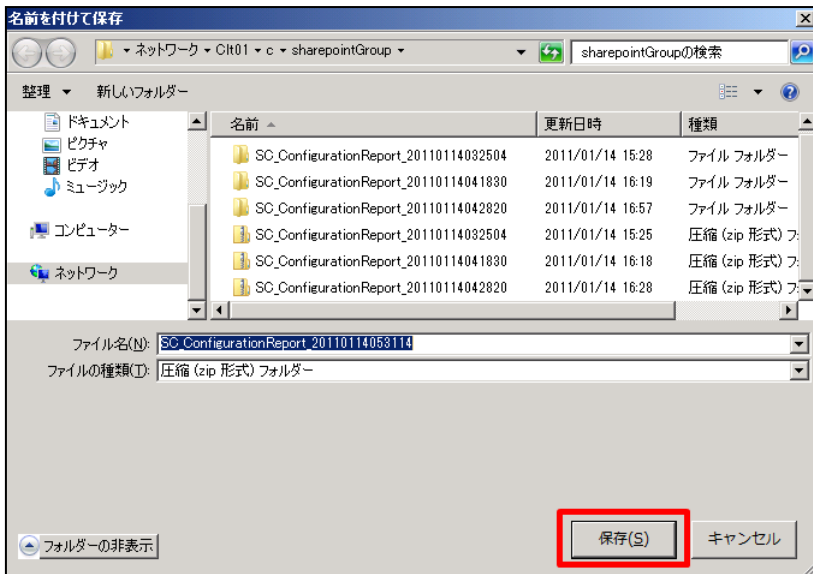 名前を付けて保存
ネットワーク Clt01 c sharepointGroup sharepointGroupの検索
整理 新しいフォルダー
ドキュメント
ピクチャ
ビデオ
ミュージック
コンピューター
ネットワーク
名前 更新日時 種類
SC_ConfigurationReport_20110114032504 2011/01/14 15:28 ファイル フォルダー
SC_ConfigurationReport_20110114041830 2011/01/14 16:19 ファイル フォルダー
SC_ConfigurationReport_20110114042820 2011/01/14 16:57 ファイル フォルダー
SC_ConfigurationReport_20110114032504 2011/01/14 15:25 圧縮 (zip 形式) フ
SC_ConfigurationReport_20110114041830 2011/01/14 16:18 圧縮 (zip 形式) フ
SC_ConfigurationReport_20110114042820 2011/01/14 16:28 圧縮 (zip 形式) フ
ファイル名(N): SC_ConfigurationReport_20110114053114
ファイルの種類(T): 圧縮 (zip 形式) フォルダー
フォルダーの非表示 保存(S) キャンセル